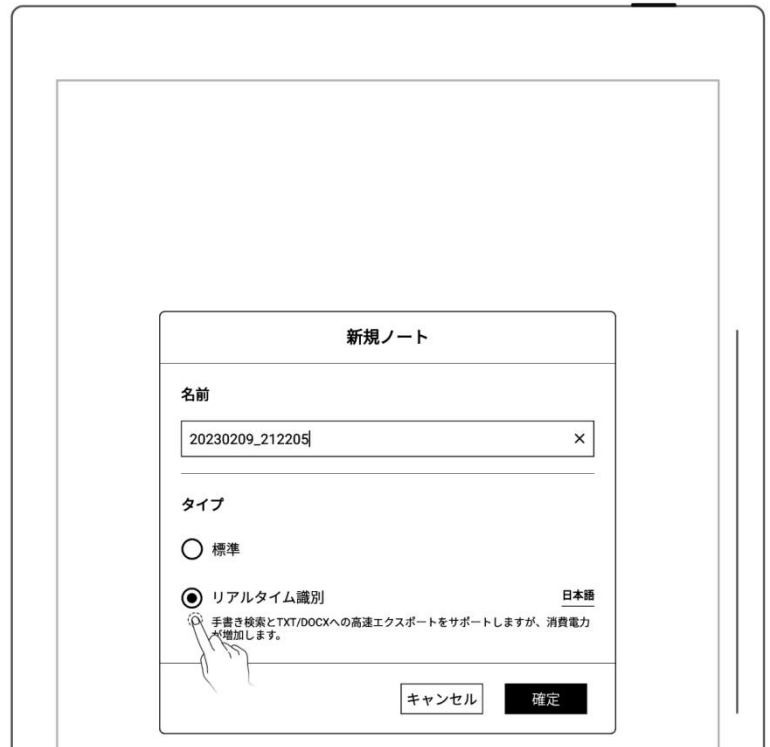 新規ノート
名前
20230209_212205
タイプ
標準
リアルタイム識別 日本語
手書き検索とTXT/DOCXへの高速エクスポートをサポートしますが、消費電力
が増加します。
キャンセル 確定